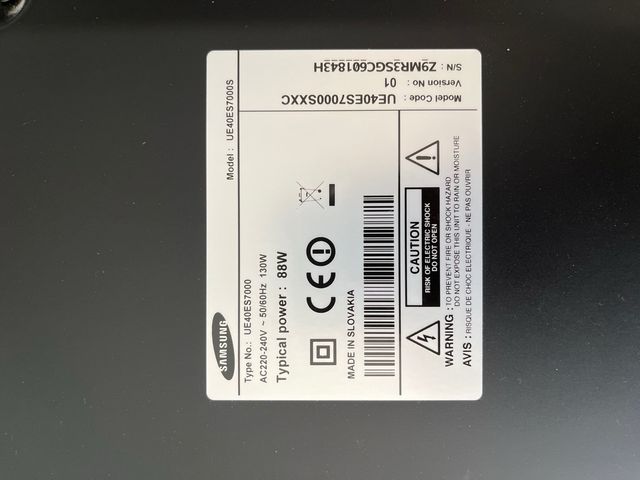 SAMSUNG
Model : UE40ES7000S
Type No.: UE40ES7000
AC220-240V ~ 50/60Hz 130W
Typical power : 88W
CE
MADE IN SLOVAKIA
CAUTION
RISK OF ELECTRIC SHOCK
DO NOT OPEN
WARNING : TO PREVENT FIRE OR SHOCK HAZARD
DO NOT EXPOSE THIS UNIT TO RAIN OR MOISTURE
AVIS : RISQUE DE CHOC ELECTRIQUE - NE PAS OUVRIR
Model Code : UE40ES7000SXXC
Version No : 01
S/N : Z9MR3SGC601843H